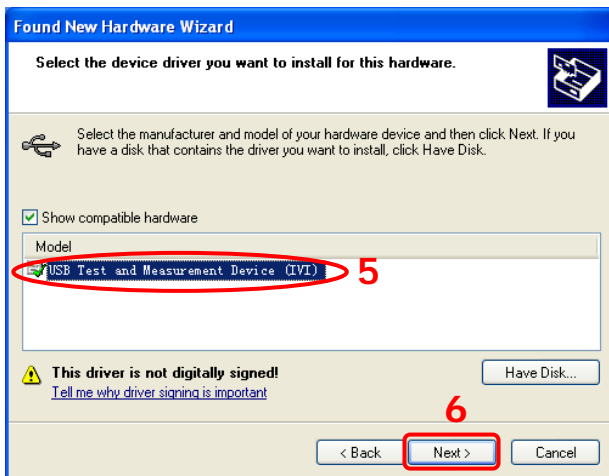 Found New Hardware Wizard
Select the device driver you want to install for this hardware.
Select the manufacturer and model of your hardware device and then click Next. If you
have a disk that contains the driver you want to install, click Have Disk.
Show compatible hardware
Model
USB Test and Measurement Device (IVI) 5
This driver is not digitally signed!
Have Disk...
Tell me why driver signing is important
6
< Back Next > Cancel